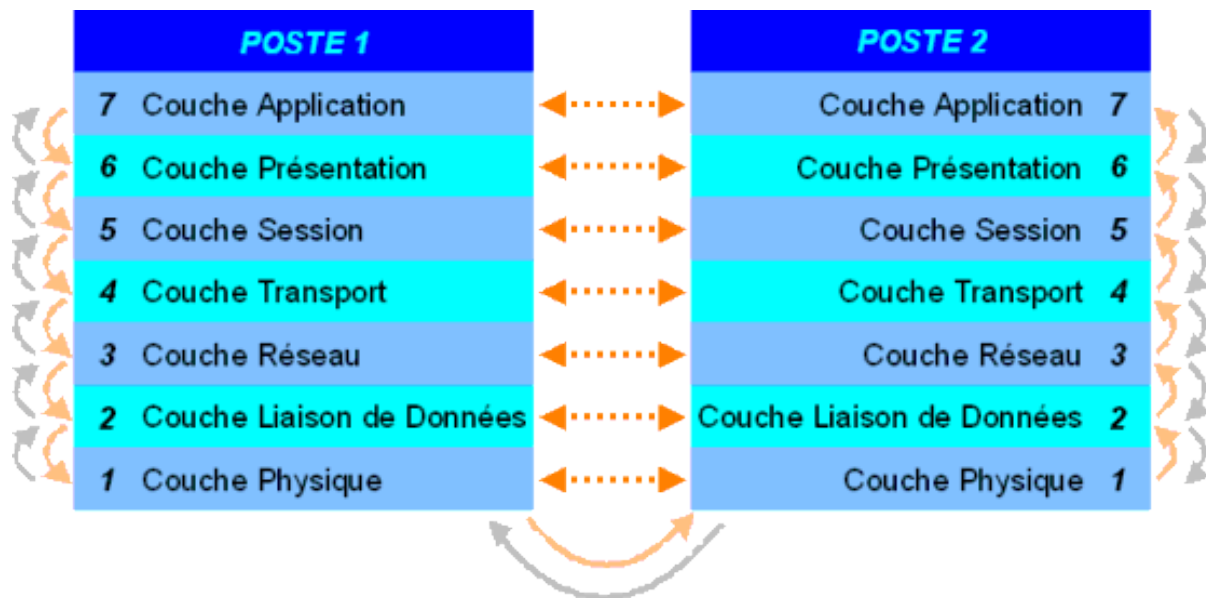 POSTE 1
7 Couche Application
6 Couche Présentation
5 Couche Session
4 Couche Transport
3 Couche Réseau
2 Couche Liaison de Données
1 Couche Physique
POSTE 2
Couche Application 7
Couche Présentation 6
Couche Session 5
Couche Transport 4
Couche Réseau 3
Couche Liaison de Données 2
Couche Physique 1